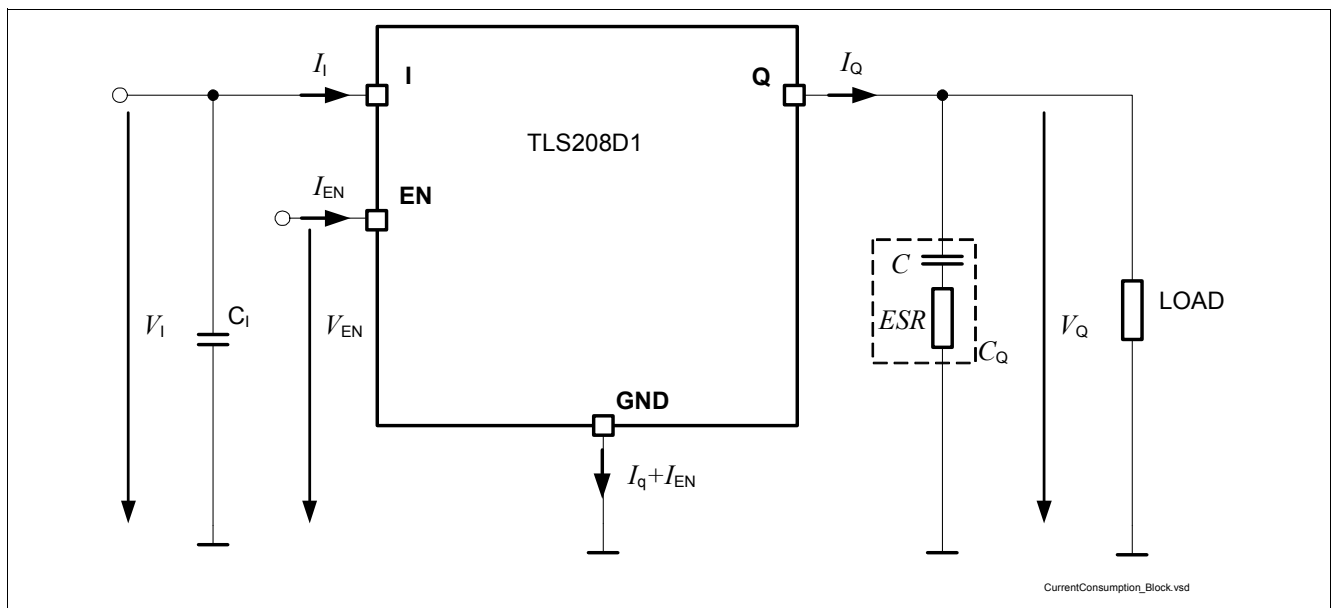 I_I
I
Q
I_Q
TLS208D1
I_EN
EN
C
V_I
C_I
V_EN
ESR
C_Q
V_Q
LOAD
GND
I_q+I_EN
CurrentConsumption_Block.vsd